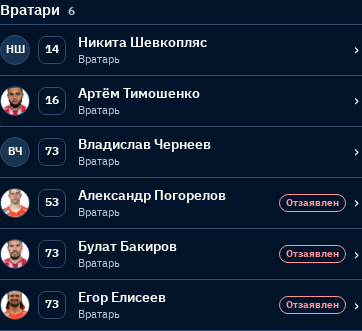 Вратари 6
НШ 14 Никита Шевкопляс
Вратарь
16 Артём Тимошенко
Вратарь
ВЧ 73 Владислав Чернеев
Вратарь
53 Александр Погорелов Отзаявлен
Вратарь
73 Булат Бакиров Отзаявлен
Вратарь
73 Егор Елисеев Отзаявлен
Вратарь